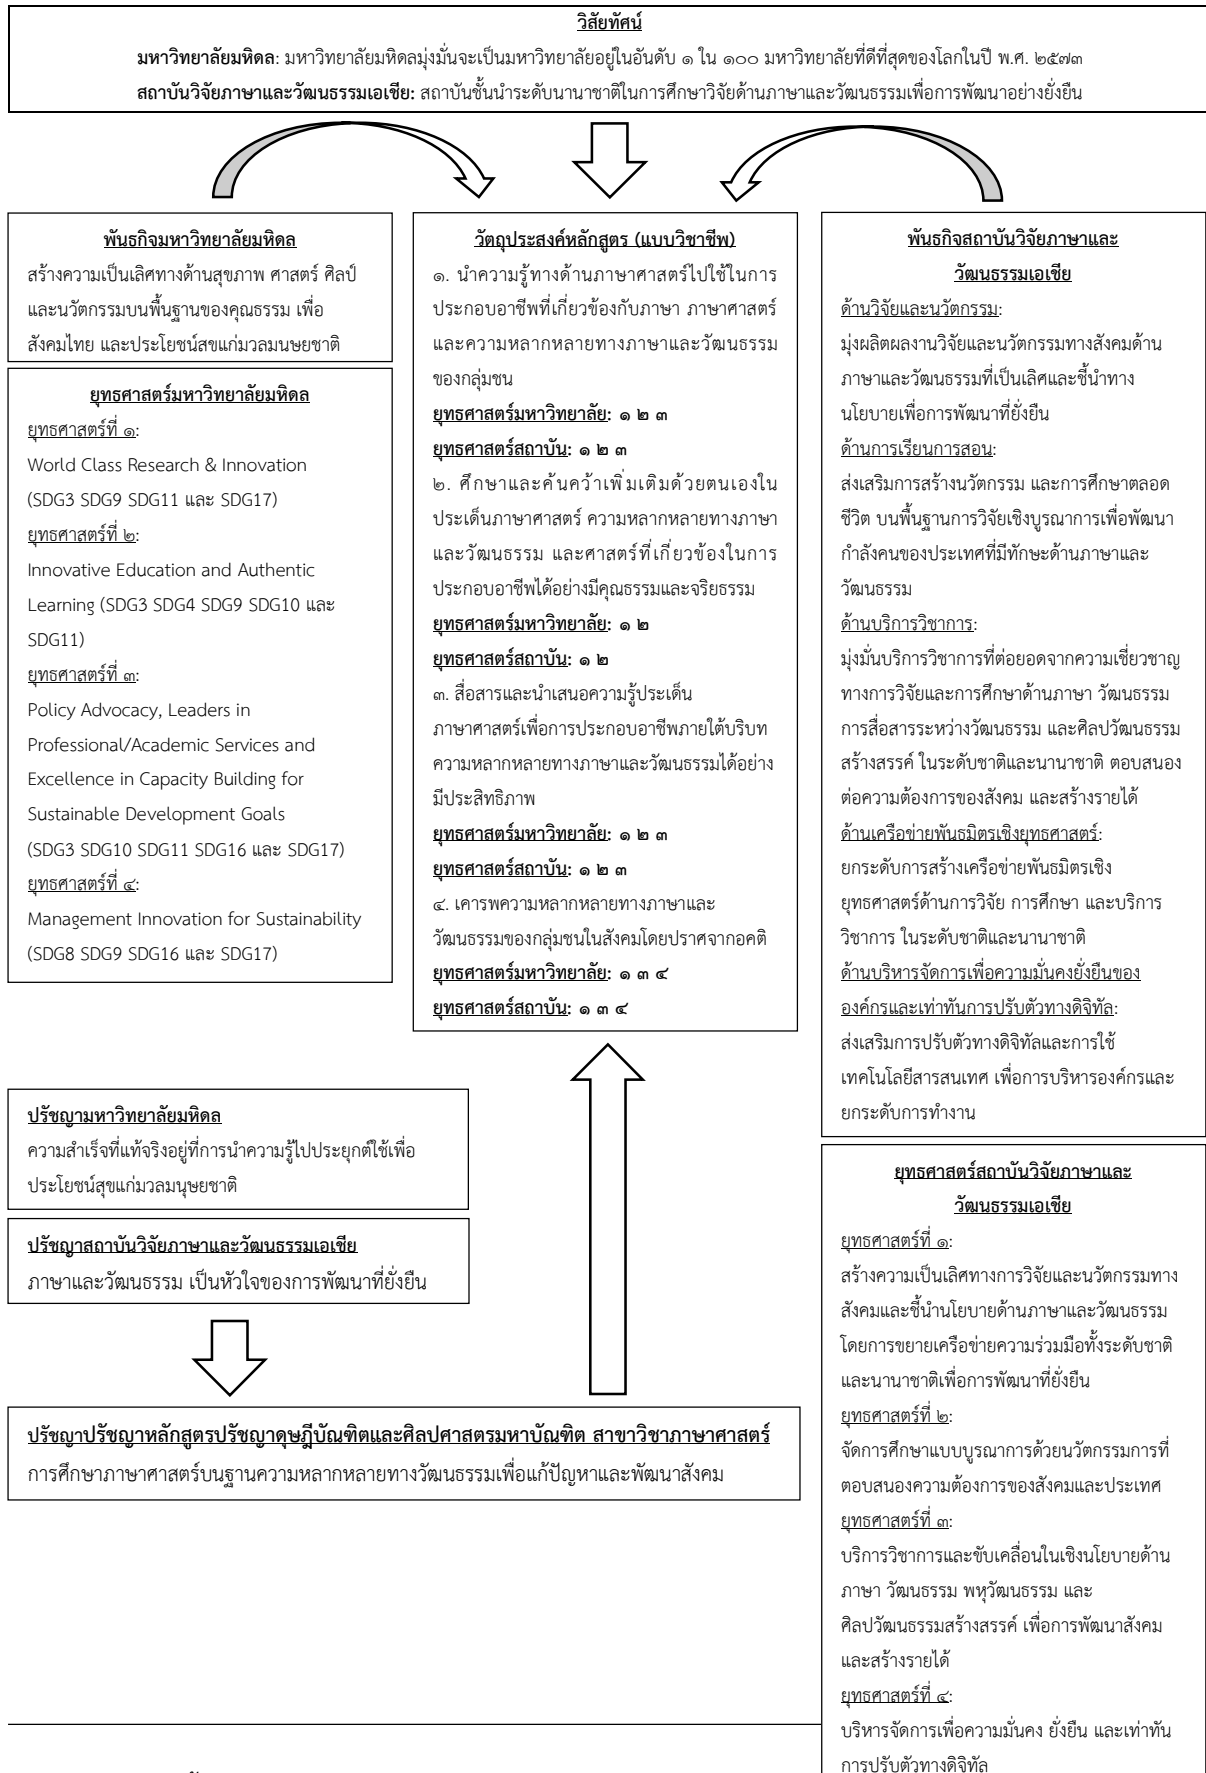 วิสัยทัศน์
มหาวิทยาลัยมหิดล: มหาวิทยาลัยมหิดลมุ่งมั่นจะเป็นมหาวิทยาลัยอยู่ในอันดับ ๑ ใน ๑๐๐ มหาวิทยาลัยที่ดีที่สุดของโลกในปี พ.ศ. ๒๕๗๓
สถาบันวิจัยภาษาและวัฒนธรรมเอเชีย: สถาบันชั้นนำระดับนานาชาติในการศึกษาวิจัยด้านภาษาและวัฒนธรรมเพื่อการพัฒนาอย่างยั่งยืน
พันธกิจมหาวิทยาลัยมหิดล
สร้างความเป็นเลิศทางด้านสุขภาพ ศาสตร์ ศิลป์
และนวัตกรรมบนพื้นฐานของคุณธรรม เพื่อ
สังคมไทย และประโยชน์สุขแก่มวลมนุษยชาติ
ยุทธศาสตร์มหาวิทยาลัยมหิดล
ยุทธศาสตร์ที่ ๑:
World Class Research & Innovation
(SDG3 SDG9 SDG11 และ SDG17)
ยุทธศาสตร์ที่ ๒:
Innovative Education and Authentic
Learning (SDG3 SDG4 SDG9 SDG10 และ
SDG11)
ยุทธศาสตร์ที่ ๓:
Policy Advocacy, Leaders in
Professional/Academic Services and
Excellence in Capacity Building for
Sustainable Development Goals
(SDG3 SDG10 SDG11 SDG16 และ SDG17)
ยุทธศาสตร์ที่ ๔:
Management Innovation for Sustainability
(SDG8 SDG9 SDG16 และ SDG17)
วัตถุประสงค์หลักสูตร (แบบวิชาชีพ)
๑. นำความรู้ทางด้านภาษาศาสตร์ไปใช้ในการ
ประกอบอาชีพที่เกี่ยวข้องกับภาษา ภาษาศาสตร์
และความหลากหลายทางภาษาและวัฒนธรรม
ของกลุ่มชน
ยุทธศาสตร์มหาวิทยาลัย: ๑ ๒ ๓
ยุทธศาสตร์สถาบัน: ๑ ๒ ๓
๒. ศึกษาและค้นคว้าเพิ่มเติมด้วยตนเองใน
ประเด็นภาษาศาสตร์ ความหลากหลายทางภาษา
และวัฒนธรรม และศาสตร์ที่เกี่ยวข้องในการ
ประกอบอาชีพได้อย่างมีคุณธรรมและจริยธรรม
ยุทธศาสตร์มหาวิทยาลัย: ๑ ๒
ยุทธศาสตร์สถาบัน: ๑ ๒
๓. สื่อสารและนำเสนอความรู้ประเด็น
ภาษาศาสตร์เพื่อการประกอบอาชีพภายใต้บริบท
ความหลากหลายทางภาษาและวัฒนธรรมได้อย่าง
มีประสิทธิภาพ
ยุทธศาสตร์มหาวิทยาลัย: ๑ ๒ ๓
ยุทธศาสตร์สถาบัน: ๑ ๒ ๓
๔. เคารพความหลากหลายทางภาษาและ
วัฒนธรรมของกลุ่มชนในสังคมโดยปราศจากอคติ
ยุทธศาสตร์มหาวิทยาลัย: ๑ ๓ ๔
ยุทธศาสตร์สถาบัน: ๑ ๓ ๔
พันธกิจสถาบันวิจัยภาษาและ
วัฒนธรรมเอเชีย
ด้านวิจัยและนวัตกรรม:
มุ่งผลิตผลงานวิจัยและนวัตกรรมทางสังคมด้าน
ภาษาและวัฒนธรรมที่เป็นเลิศและชี้นำทาง
นโยบายเพื่อการพัฒนาที่ยั่งยืน
ด้านการเรียนการสอน:
ส่งเสริมการสร้างนวัตกรรม และการศึกษาตลอด
ชีวิต บนพื้นฐานการวิจัยเชิงบูรณาการเพื่อพัฒนา
กำลังคนของประเทศที่มีทักษะด้านภาษาและ
วัฒนธรรม
ด้านบริการวิชาการ:
มุ่งมั่นบริการวิชาการที่ต่อยอดจากความเชี่ยวชาญ
ทางการวิจัยและการศึกษาด้านภาษา วัฒนธรรม
การสื่อสารระหว่างวัฒนธรรม และศิลปวัฒนธรรม
สร้างสรรค์ ในระดับชาติและนานาชาติ ตอบสนอง
ต่อความต้องการของสังคม และสร้างรายได้
ด้านเครือข่ายพันธมิตรเชิงยุทธศาสตร์:
ยกระดับการสร้างเครือข่ายพันธมิตรเชิง
ยุทธศาสตร์ด้านการวิจัย การศึกษา และบริการ
วิชาการ ในระดับชาติและนานาชาติ
ด้านบริหารจัดการเพื่อความมั่นคงยั่งยืนของ
องค์กรและเท่าทันการปรับตัวทางดิจิทัล:
ส่งเสริมการปรับตัวทางดิจิทัลและการใช้
เทคโนโลยีสารสนเทศ เพื่อการบริหารองค์กรและ
ยกระดับการทำงาน
ปรัชญามหาวิทยาลัยมหิดล
ความสำเร็จที่แท้จริงอยู่ที่การนำความรู้ไปประยุกต์ใช้เพื่อ
ประโยชน์สุขแก่มวลมนุษยชาติ
ปรัชญาสถาบันวิจัยภาษาและวัฒนธรรมเอเชีย
ภาษาและวัฒนธรรม เป็นหัวใจของการพัฒนาที่ยั่งยืน
ปรัชญาปรัชญาหลักสูตรปรัชญาดุษฎีบัณฑิตและศิลปศาสตรมหาบัณฑิต สาขาวิชาภาษาศาสตร์
การศึกษาภาษาศาสตร์บนฐานความหลากหลายทางวัฒนธรรมเพื่อแก้ปัญหาและพัฒนาสังคม
ยุทธศาสตร์สถาบันวิจัยภาษาและ
วัฒนธรรมเอเชีย
ยุทธศาสตร์ที่ ๑:
สร้างความเป็นเลิศทางการวิจัยและนวัตกรรมทาง
สังคมและชี้นำนโยบายด้านภาษาและวัฒนธรรม
โดยการขยายเครือข่ายความร่วมมือทั้งระดับชาติ
และนานาชาติเพื่อการพัฒนาที่ยั่งยืน
ยุทธศาสตร์ที่ ๒:
จัดการศึกษาแบบบูรณาการด้วยนวัตกรรมการที่
ตอบสนองความต้องการของสังคมและประเทศ
ยุทธศาสตร์ที่ ๓:
บริการวิชาการและขับเคลื่อนในเชิงนโยบายด้าน
ภาษา วัฒนธรรม พหุวัฒนธรรม และ
ศิลปวัฒนธรรมสร้างสรรค์ เพื่อการพัฒนาสังคม
และสร้างรายได้
ยุทธศาสตร์ที่ ๔:
บริหารจัดการเพื่อความมั่นคง ยั่งยืน และเท่าทัน
การปรับตัวทางดิจิทัล